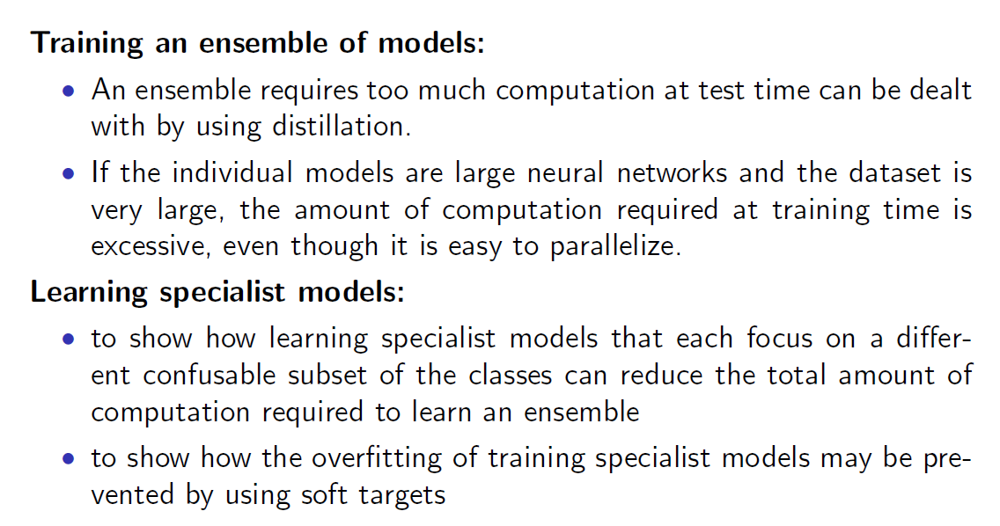 Training an ensemble of models:
• An ensemble requires too much computation at test time can be dealt
with by using distillation.
• If the individual models are large neural networks and the dataset is
very large, the amount of computation required at training time is
excessive, even though it is easy to parallelize.
Learning specialist models:
• to show how learning specialist models that each focus on a differ-
ent confusable subset of the classes can reduce the total amount of
computation required to learn an ensemble
• to show how the overfitting of training specialist models may be pre-
vented by using soft targets